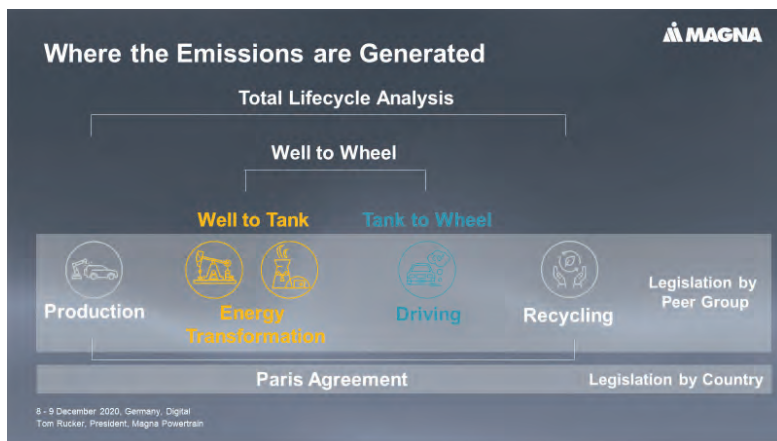 MAGNA
Where the Emissions are Generated
Total Lifecycle Analysis
Well to Wheel
Well to Tank
Tank to Wheel
Production
Energy
Transformation
Driving
Recycling
Legislation by
Peer Group
Paris Agreement
Legislation by Country
8 - 9 December 2020, Germany, Digital
Tom Rucker, President, Magna Powertrain